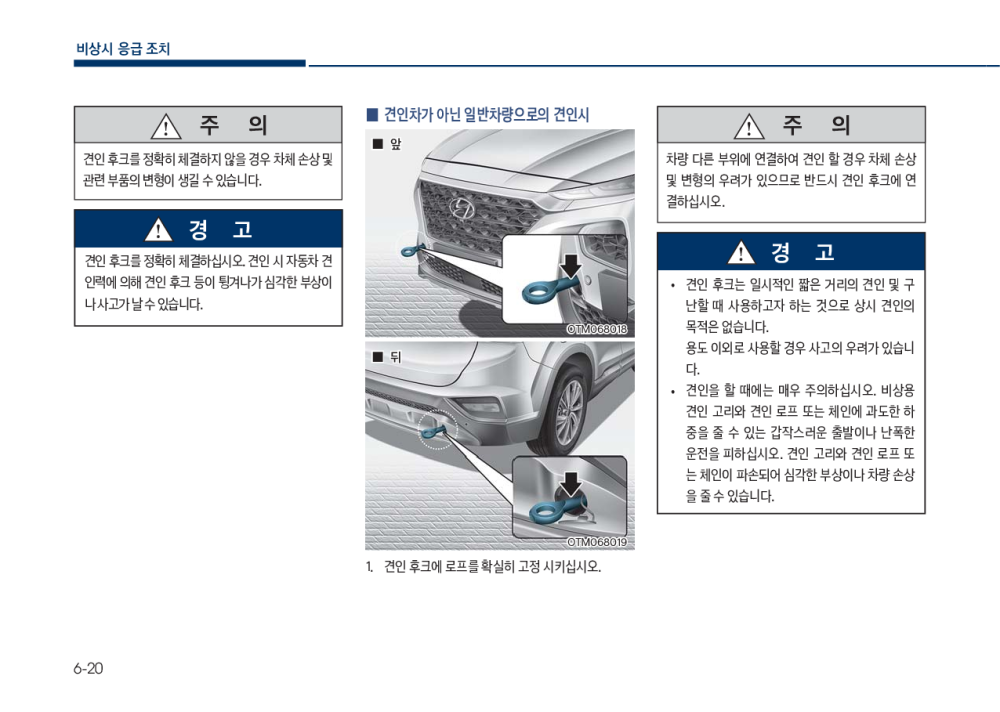 비상시 응급 조치
주 의
견인 후크를 정확히 체결하지 않을 경우 차체 손상 및
관련 부품의 변형이 생길 수 있습니다.
경 고
견인 후크를 정확히 체결하십시오. 견인 시 자동차 견
인력에 의해 견인 후크 등이 튕겨나가 심각한 부상이
나 사고가 날 수 있습니다.
■ 견인차가 아닌 일반차량으로의 견인시
■ 앞
OTM068018
■ 뒤
OTM068019
1. 견인 후크에 로프를 확실히 고정 시키십시오.
주 의
차량 다른 부위에 연결하여 견인 할 경우 차체 손상
및 변형의 우려가 있으므로 반드시 견인 후크에 연
결하십시오.
경 고
• 견인 후크는 일시적인 짧은 거리의 견인 및 구
난할 때 사용하고자 하는 것으로 상시 견인의
목적은 없습니다.
용도 이외로 사용할 경우 사고의 우려가 있습니
다.
• 견인을 할 때에는 매우 주의하십시오. 비상용
견인 고리와 견인 로프 또는 체인에 과도한 하
중을 줄 수 있는 갑작스러운 출발이나 난폭한
운전을 피하십시오. 견인 고리와 견인 로프 또
는 체인이 파손되어 심각한 부상이나 차량 손상
을 줄 수 있습니다.
6-20